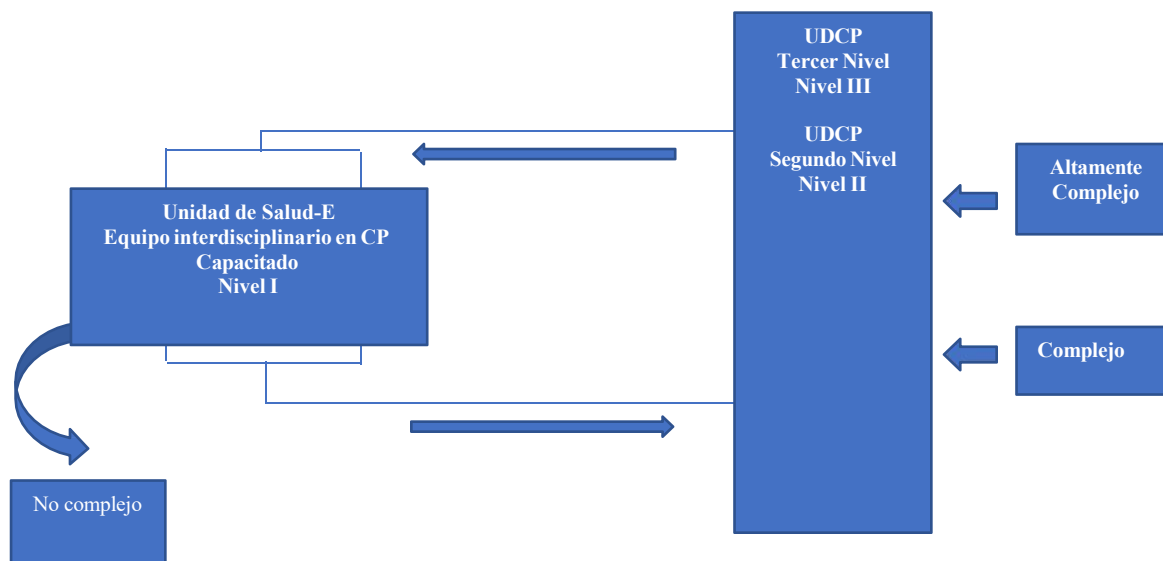 UDCP
Tercer Nivel
Nivel III
UDCP
Segundo Nivel
Nivel II
Altamente
Complejo
Unidad de Salud-E
Equipo interdisciplinario en CP
Capacitado
Nivel I
Complejo
No complejo